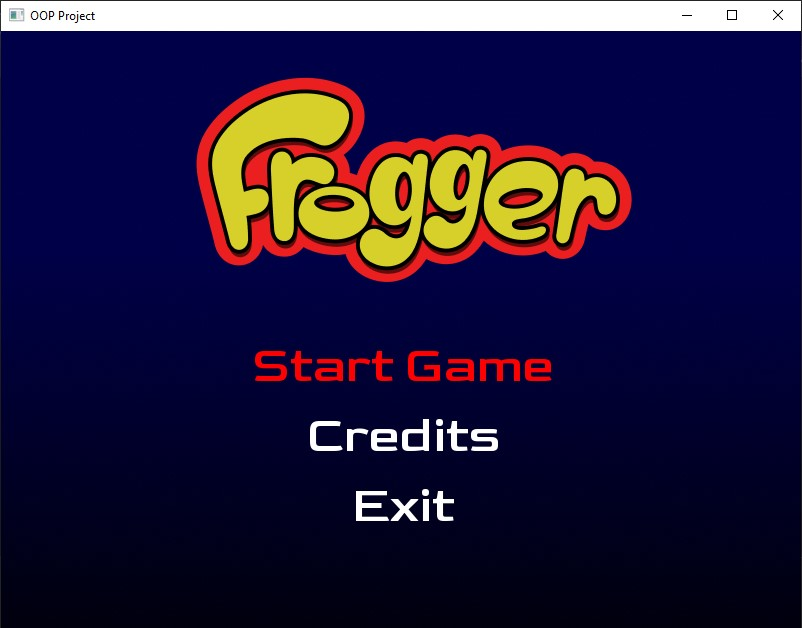 OOP Project
Frogger
Start Game
Credits
Exit